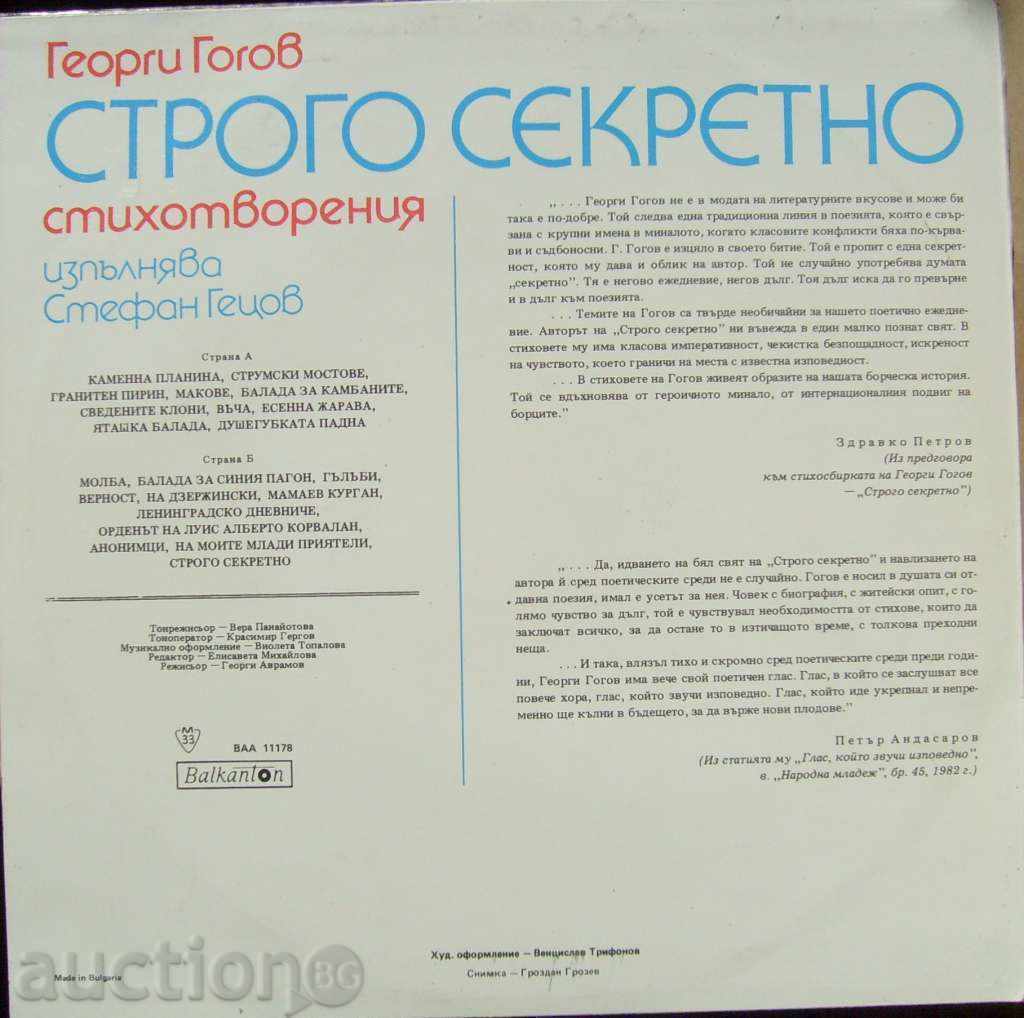 Георги Гогов
СТРОГО СЕКРЕТНО
стихотворения
изпълнява
Стефан Гецов
Страна А
КАМЕННА ПЛАНИНА, СТРУМСКИ МОСТОВЕ,
ГРАНИТЕН ПИРИН, МАКОВЕ, БАЛАДА ЗА КАМБАНИТЕ,
СВЕДЕНИТЕ КЛОНИ, ВЪЧА, ЕСЕННА ЖАРАВА,
ЯТАШКА БАЛАДА, ДУШЕГУБКАТА ПАДНА
Страна Б
МОЛБА, БАЛАДА ЗА СИНИЯ ПАГОН, ГЪЛЪБИ,
ВЕРНОСТ, НА ДЗЕРЖИНСКИ, МАМАЕВ КУРГАН,
ЛЕНИНГРАДСКО ДНЕВНИЧЕ,
ОРДЕНЪТ НА ЛУИС АЛБЕРТО КОРВАЛАН,
АНОНИМЦИ, НА МОИТЕ МЛАДИ ПРИЯТЕЛИ,
СТРОГО СЕКРЕТНО
Тонрежисьор — Вера Панайотова
Тоноператор — Красимир Гергов
Музикално оформление — Виолета Топалова
Редактор — Елисавета Михайлова
Режисьор — Георги Аврамов
М
33
ВАА 11178
Balkanton
„. . . Георги Гогов не е в модата на литературните вкусове и може би
така е по-добре. Той следва една традиционна линия в поезията, която е свър-
зана с крупни имена в миналото, когато класовите конфликти бяха по-кърва-
ви и съдбоносни. Г. Гогов е изцяло в своето битие. Той е пропит с една секрет-
ност, която му дава и облик на автор. Той не случайно употребява думата
„секретно". Тя е негово ежедневие, негов дълг. Тоя дълг иска да го превърне
и в дълг към поезията.
. . . Темите на Гогов са твърде необичайни за нашето поетично ежедне-
вие. Авторът на „Строго секретно" ни въвежда в един малко познат свят. В
стиховете му има класова императивност, чекистка безпощадност, искреност
на чувството, което граничи на места с известна изповедност.
. . . В стиховете на Гогов живеят образите на нашата борческа история.
Той се вдъхновява от героичното минало, от интернационалния подвиг на
борците."
Здравко Петров
(Из предговора
към стихосбирката на Георги Гогов
— „Строго секретно")
„. . . Да, идването на бял свят на „Строго секретно" и навлизането на
автора й сред поетическите среди не е случайно. Гогов е носил в душата си от-
давна поезия, имал е усетът за нея. Човек с биография, с житейски опит, с го-
лямо чувство за дълг, той е чувствувал необходимостта от стихове, които да
заключат всичко, за да остане то в изтичащото време, с толкова преходни
неща.
. . . И така, влязъл тихо и скромно сред поетическите среди преди годи-
ни, Георги Гогов има вече свой поетичен глас. Глас, в който се заслушват все
повече хора, глас, който звучи изповедно. Глас, който иде укрепнал и непре-
менно ще кълни в бъдещето, за да върже нови плодове."
Петър Андасаров
(Из статията му „Глас, който звучи изповедно",
в. „Народна младеж", бр. 45, 1982 г.)
Худ. оформление — Венцислав Трифонов
Снимка — Гроздан Грозев
Made in Bulgaria
auction BG